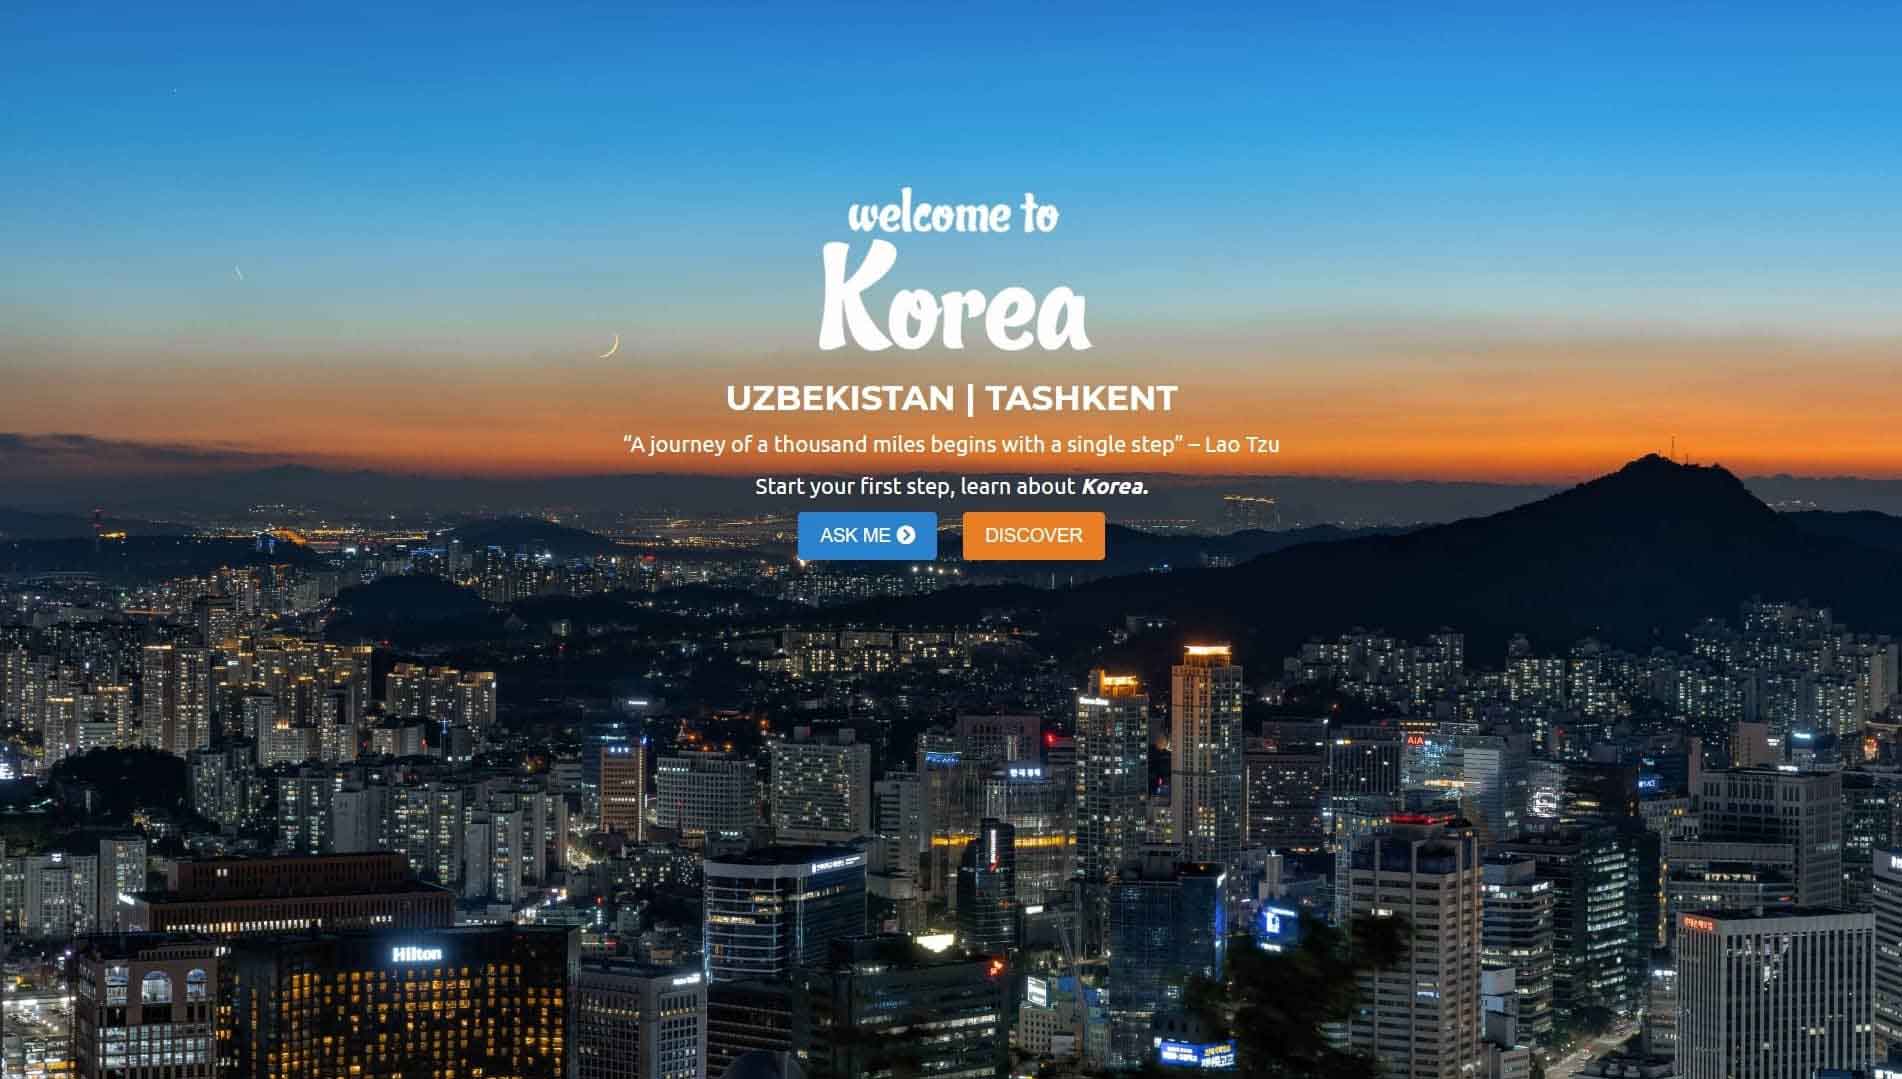 welcome to
Korea
UZBEKISTAN | TASHKENT
“A journey of a thousand miles begins with a single step” – Lao Tzu
Start your first step, learn about Korea.
ASK ME
DISCOVER
AIA
Hilton